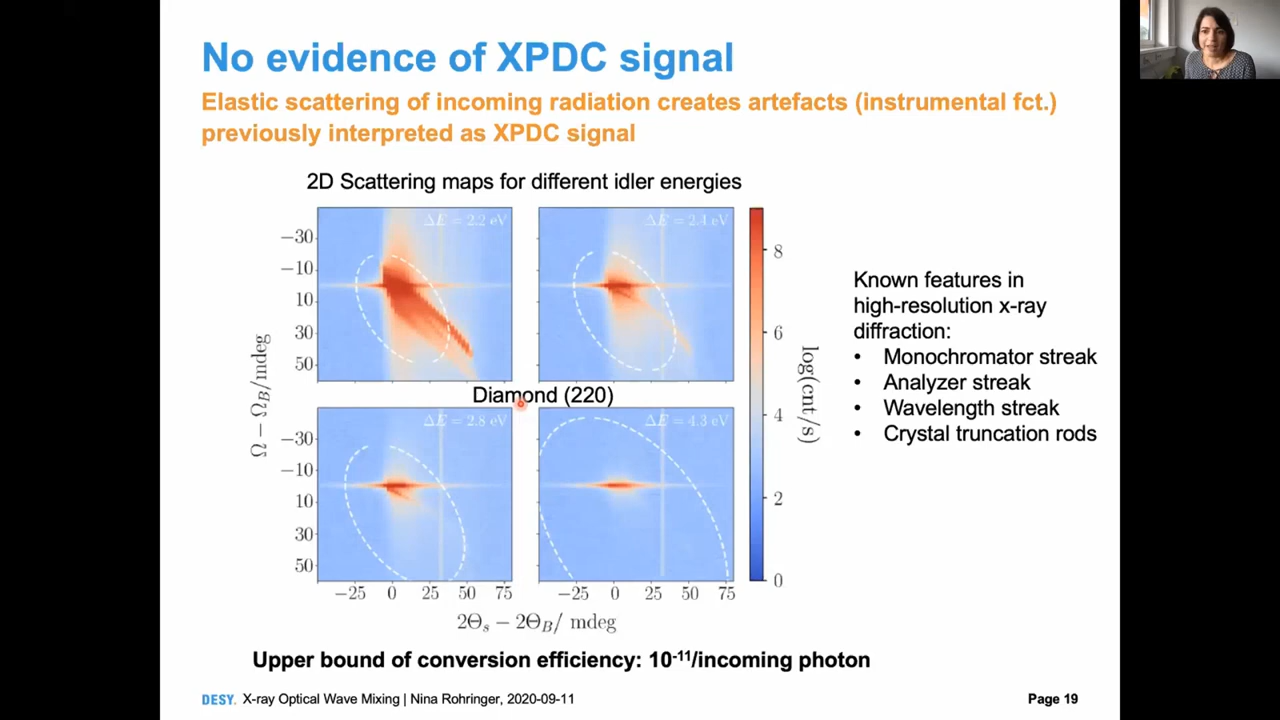 No evidence of XPDC signal
Elastic scattering of incoming radiation creates artefacts (instrumental fct.)
previously interpreted as XPDC signal
2D Scattering maps for different idler energies
ΔE = 2.2 eV
ΔE = 2.4 eV
−30
−10
10
30
50
8
6
4
2
0
log(cnt/s)
Ω − Ω_B/mdeg
Diamond (220)
ΔE = 2.8 eV
ΔE = 4.3 eV
−30
−10
10
30
50
−25 0 25 50 75
−25 0 25 50 75
2Θ_s − 2Θ_B/ mdeg
Known features in
high-resolution x-ray
diffraction:
• Monochromator streak
• Analyzer streak
• Wavelength streak
• Crystal truncation rods
Upper bound of conversion efficiency: 10⁻¹¹/incoming photon
DESY. X-ray Optical Wave Mixing | Nina Rohringer, 2020-09-11
Page 19